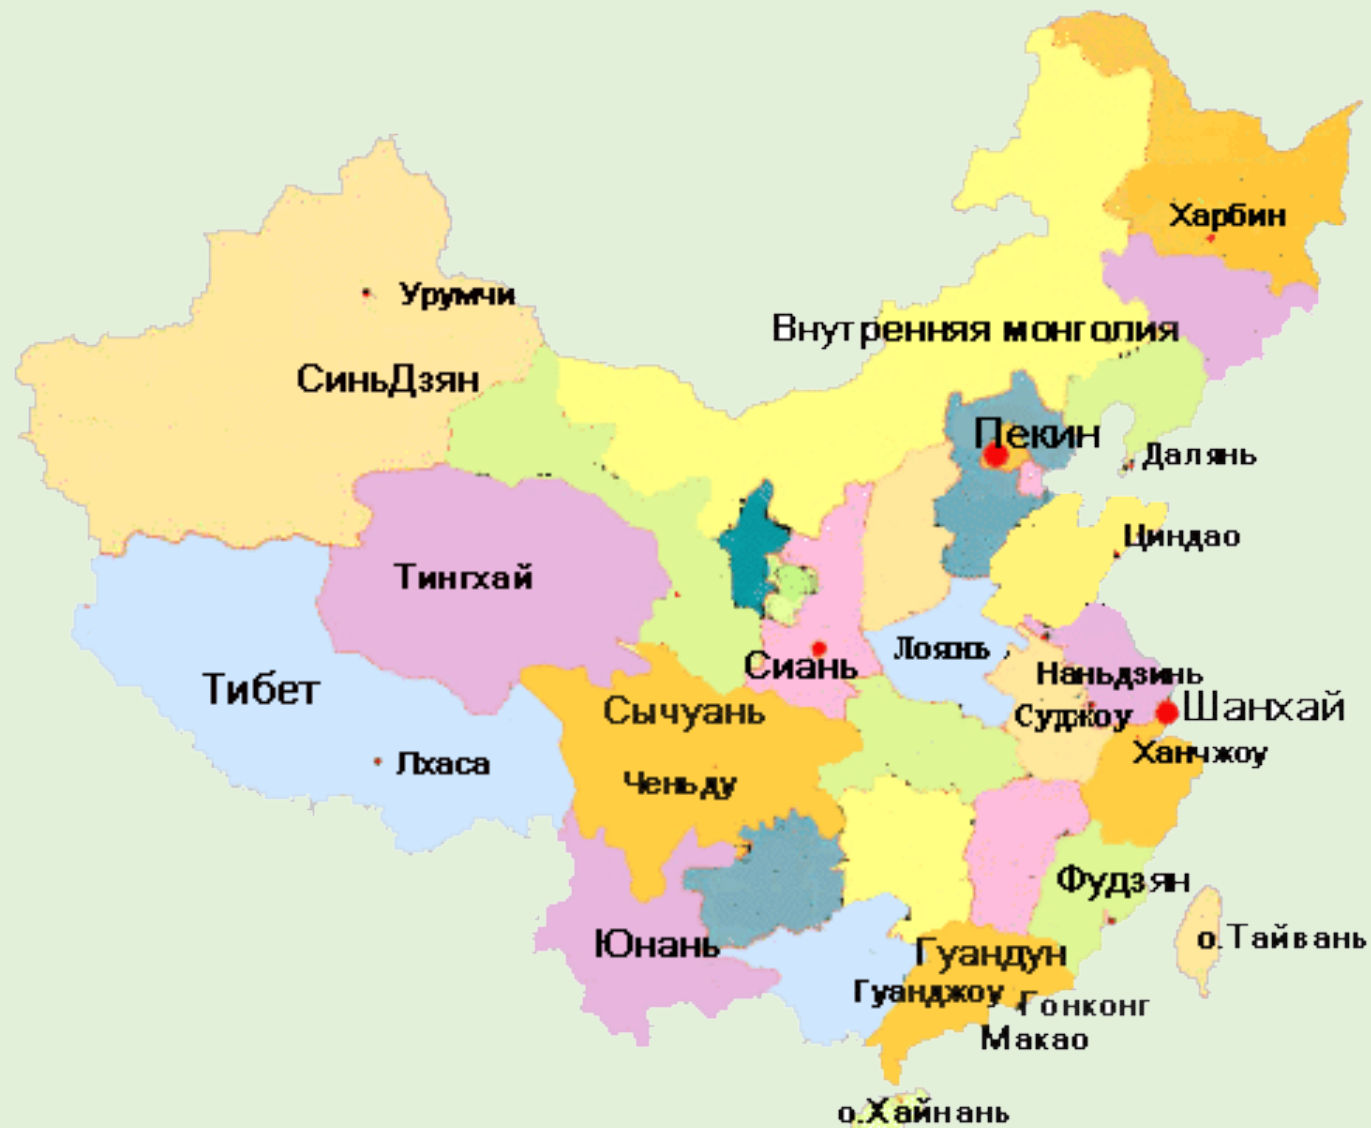 Харбин
Урумчи
Внутренняя монголия
СиньДзян
Пекин
Далянь
Циндао
Тингхай
Лоянь
Сиань
Наньдзинь
Тибет
Сычуань
Суджоу
Шанхай
Ханчжоу
Лхаса
Ченьду
Фудзян
о.Тайвань
Юнань
Гуандун
Гуанджоу
Гонконг
Макао
о.Хайнань